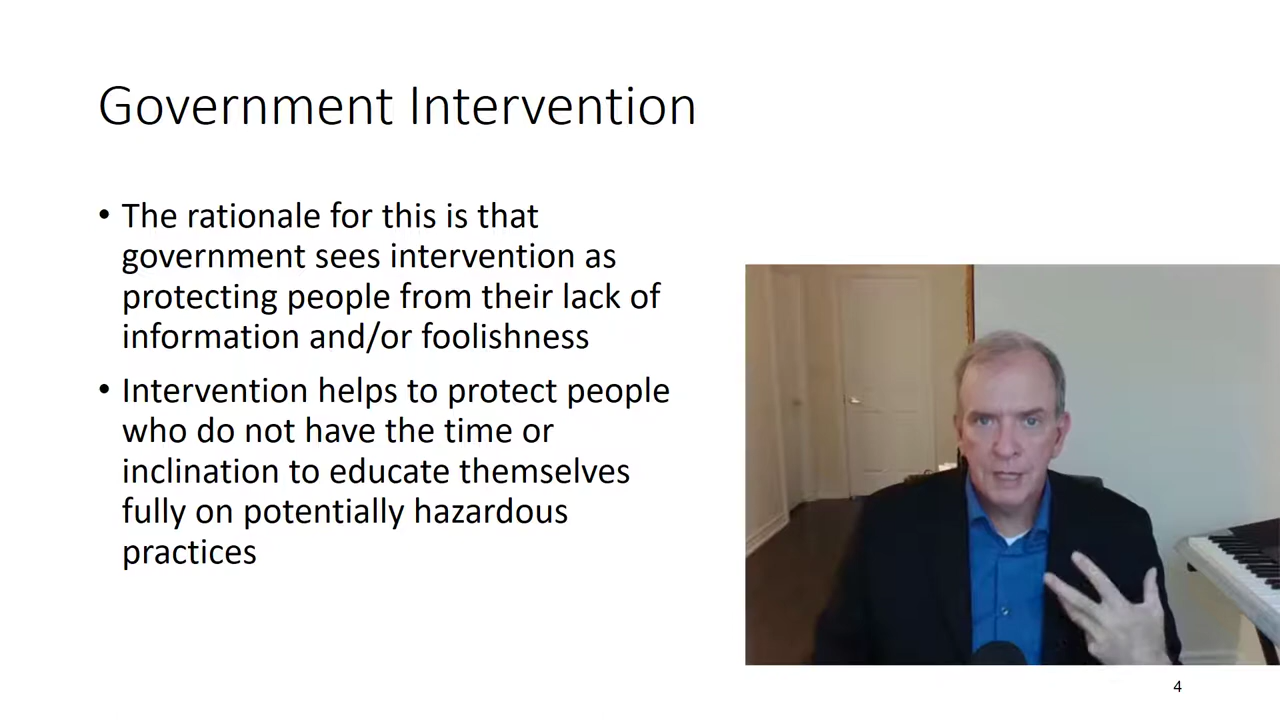 Government Intervention
• The rationale for this is that
government sees intervention as
protecting people from their lack of
information and/or foolishness
• Intervention helps to protect people
who do not have the time or
inclination to educate themselves
fully on potentially hazardous
practices
4